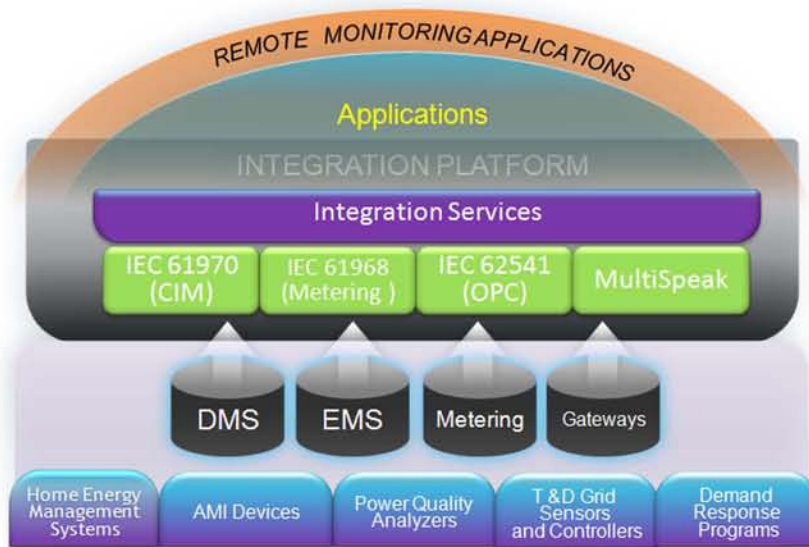 REMOTE MONITORING APPLICATIONS
Applications
INTEGRATION PLATFORM
Integration Services
IEC 61970
(CIM)
IEC 61968
(Metering )
IEC 62541
(OPC)
MultiSpeak
DMS
EMS
Metering
Gateways
Home Energy
Management
Systems
AMI Devices
Power Quality
Analyzers
T & D Grid
Sensors
and Controllers
Demand
Response
Programs